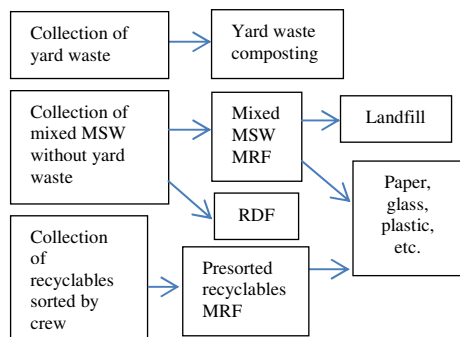 Collection of
yard waste
Yard waste
composting
Collection of
mixed MSW
without yard
waste
Mixed
MSW
MRF
Landfill
RDF
Paper,
glass,
plastic,
etc.
Collection
of
recyclables
sorted by
crew
Presorted
recyclables
MRF